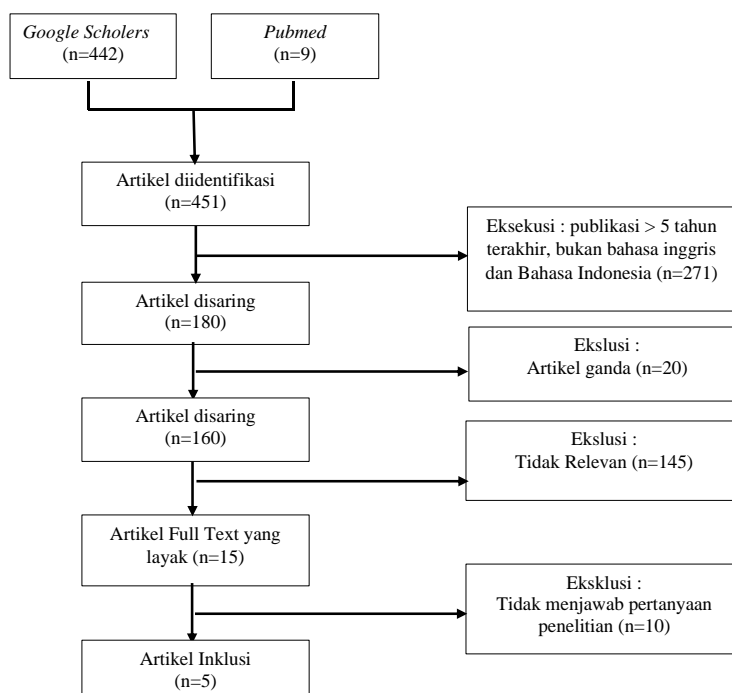 Google Scholers
(n=442)
Pubmed
(n=9)
Artikel diidentifikasi
(n=451)
Eksekusi : publikasi > 5 tahun
terakhir, bukan bahasa inggris
dan Bahasa Indonesia (n=271)
Artikel disaring
(n=180)
Ekslusi :
Artikel ganda (n=20)
Artikel disaring
(n=160)
Ekslusi :
Tidak Relevan (n=145)
Artikel Full Text yang
layak (n=15)
Eksklusi :
Tidak menjawab pertanyaan
penelitian (n=10)
Artikel Inklusi
(n=5)